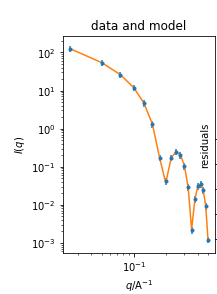 data and model
I(q)
10²
10¹
10⁰
10⁻¹
10⁻²
10⁻³
residuals
10⁻¹
q/A⁻¹